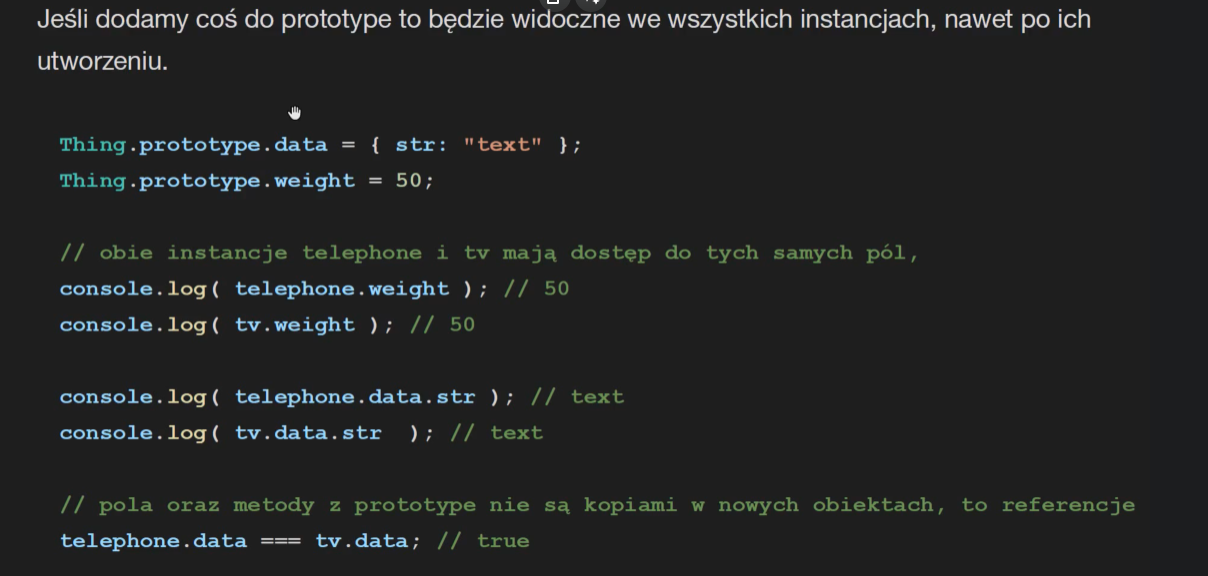 Jeśli dodamy coś do prototype to będzie widoczne we wszystkich instancjach, nawet po ich
utworzeniu.
Thing.prototype.data = { str: "text" };
Thing.prototype.weight = 50;
// obie instancje telephone i tv mają dostęp do tych samych pól,
console.log( telephone.weight ); // 50
console.log( tv.weight ); // 50
console.log( telephone.data.str ); // text
console.log( tv.data.str  ); // text
// pola oraz metody z prototype nie są kopiami w nowych obiektach, to referencje
telephone.data === tv.data; // true